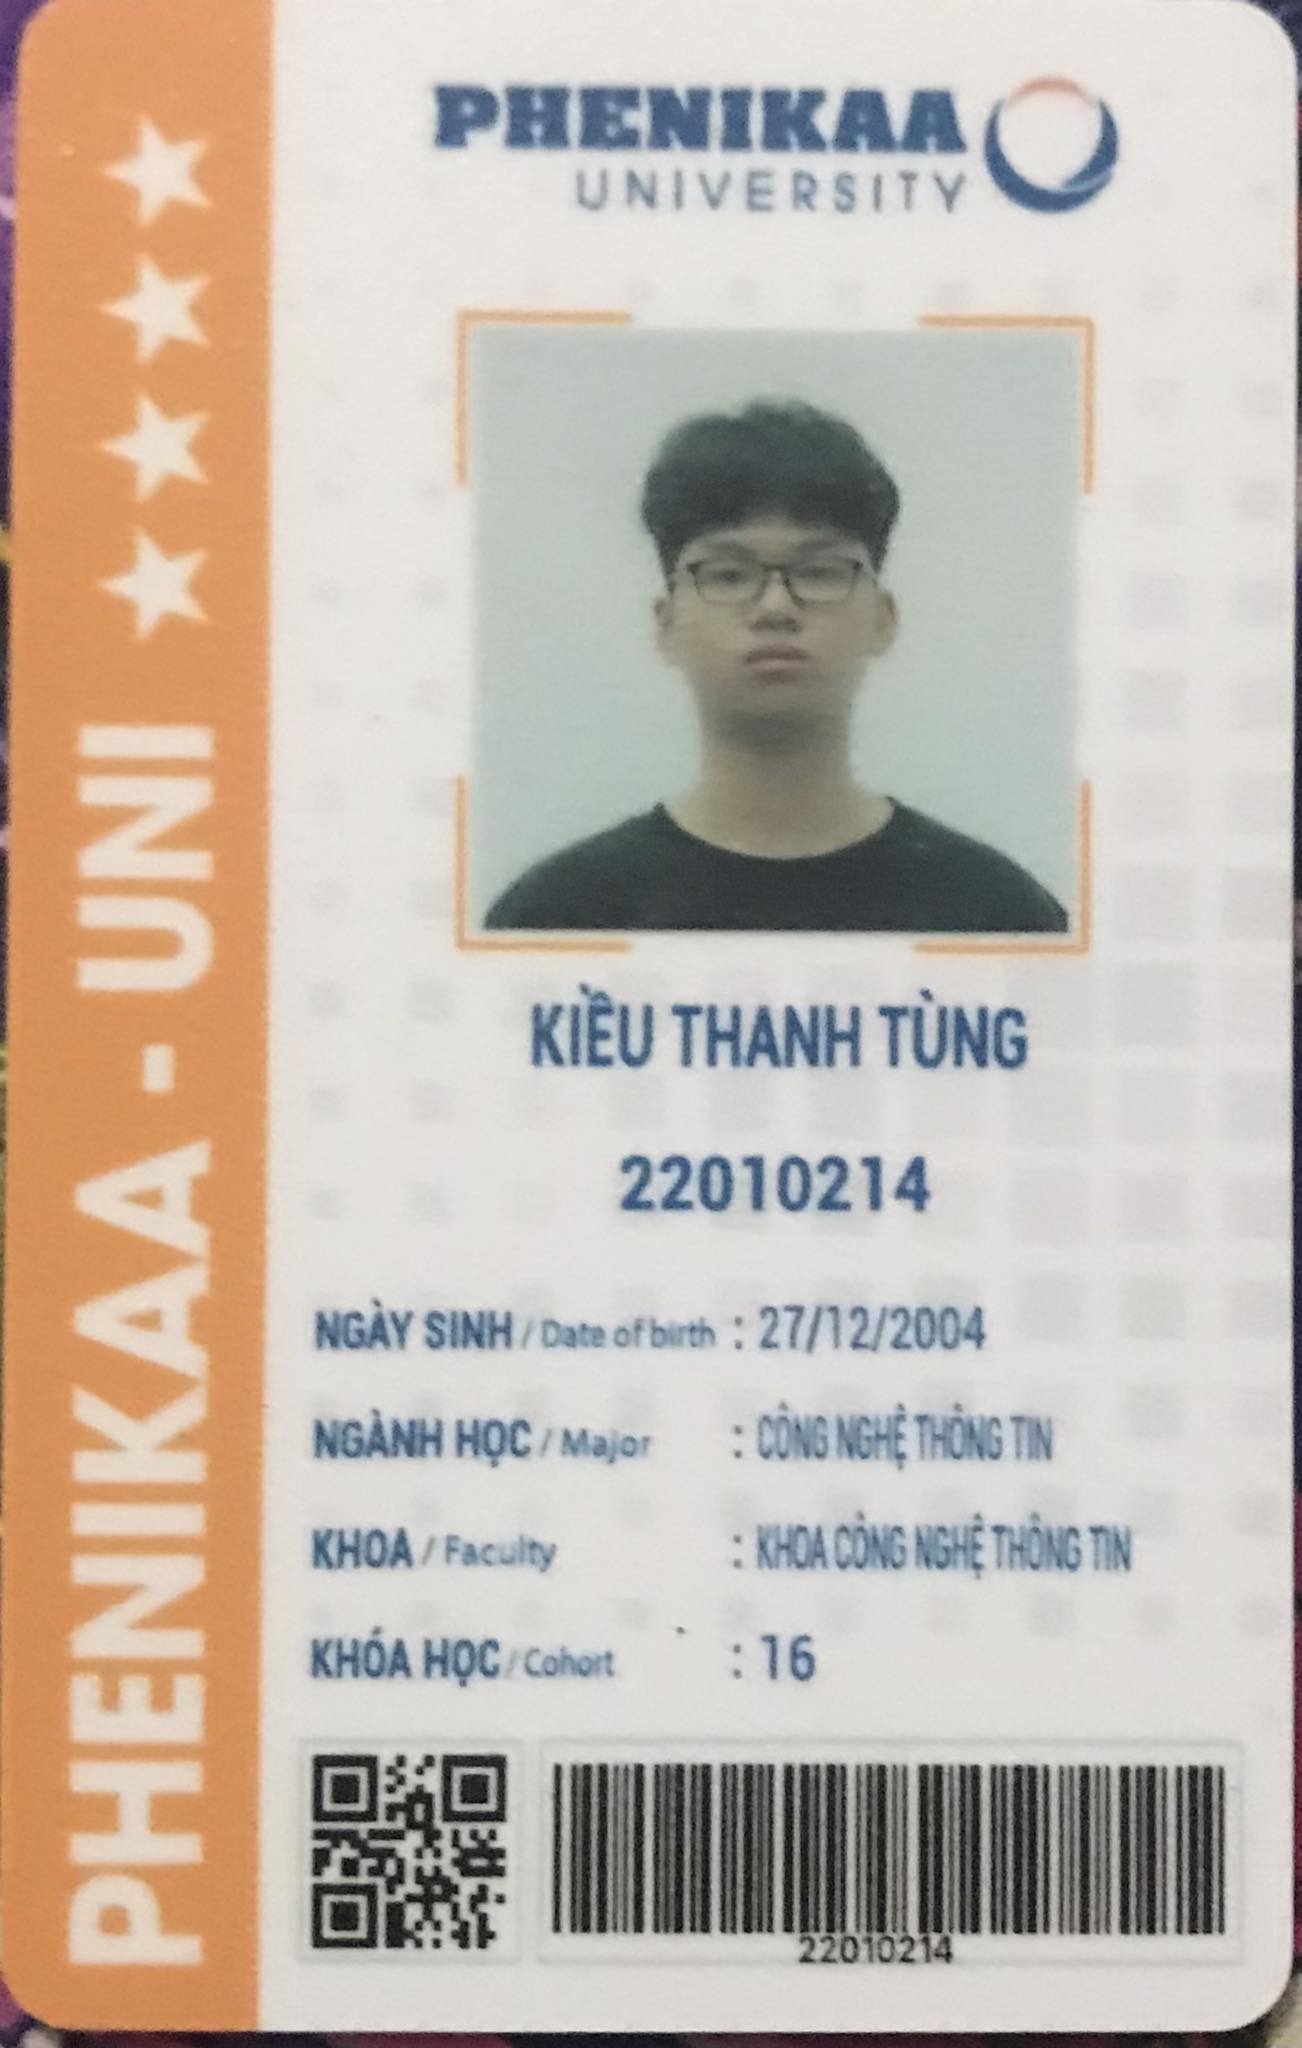 PHENIKAA
UNIVERSITY
PHENIKAA - UNI
KIỀU THANH TÙNG
22010214
NGÀY SINH / Date of birth : 27/12/2004
NGÀNH HỌC / Major : CÔNG NGHỆ THÔNG TIN
KHOA / Faculty : KHOA CÔNG NGHỆ THÔNG TIN
KHÓA HỌC / Cohort : 16
22010214